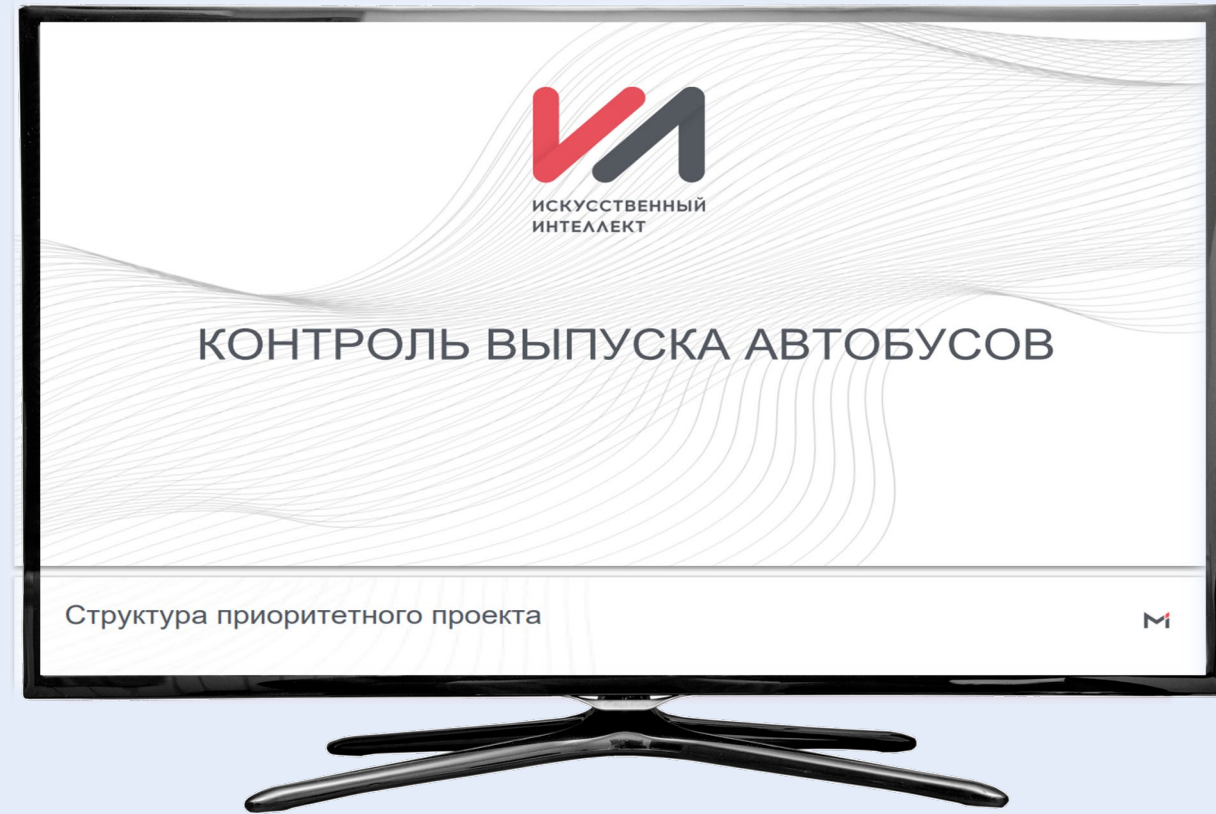 ИСКУССТВЕННЫЙ
ИНТЕЛЛЕКТ
КОНТРОЛЬ ВЫПУСКА АВТОБУСОВ
Структура приоритетного проекта